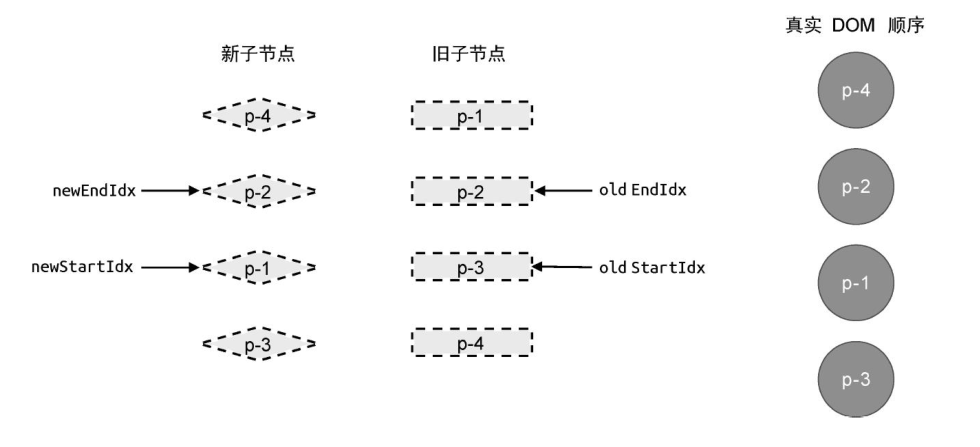 真实 DOM 顺序
新子节点
旧子节点
p-4
p-1
p-4
newEndIdx
p-2
p-2
old EndIdx
p-2
newStartIdx
p-1
p-3
old StartIdx
p-1
p-3
p-4
p-3